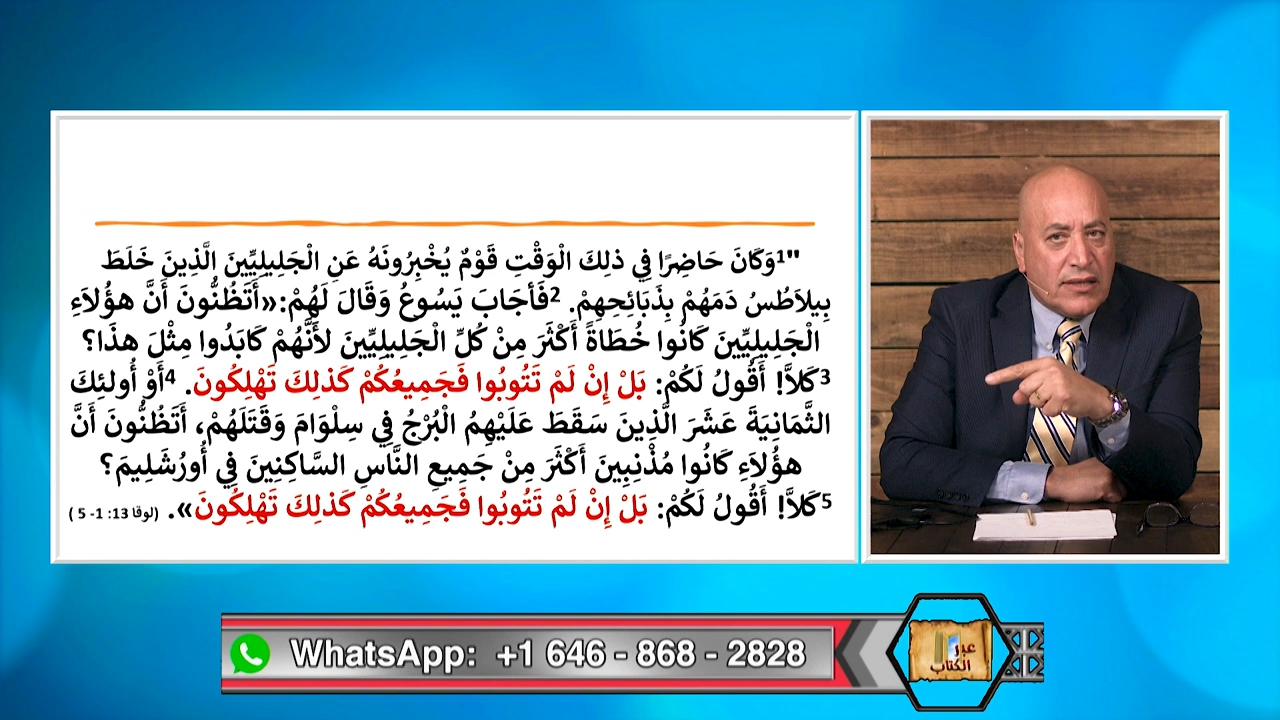 "1وَكَانَ حَاضِرًا فِي ذلِكَ الْوَقْتِ قَوْمٌ يُخْبِرُونَهُ عَنِ الْجَلِيلِيِّينَ الَّذِينَ خَلَطَ
بِيلاَطُسُ دَمَهُمْ بِذَبَائِحِهِمْ. 2فَأجَابَ يَسُوعُ وَقَالَ لَهُمْ:«أَتَظُنُّونَ أَنَّ هؤُلاَءِ
الْجَلِيلِيِّينَ كَانُوا خُطَاةً أَكْثَرَ مِنْ كُلِّ الْجَلِيلِيِّينَ لأَنَّهُمْ كَابَدُوا مِثْلَ هذَا؟
3كَلاَّ! أَقُولُ لَكُمْ: بَلْ إِنْ لَمْ تَتُوبُوا فَجَمِيعُكُمْ كَذلِكَ تَهْلِكُونَ. 4أَوْ أُولئِكَ
الثَّمَانِيَةَ عَشَرَ الَّذِينَ سَقَطَ عَلَيْهِمُ الْبُرْجُ فِي سِلْوَامَ وَقَتَلَهُمْ، أَتَظُنُّونَ أَنَّ
هؤُلاَءِ كَانُوا مُذْنِبِينَ أَكْثَرَ مِنْ جَمِيعِ النَّاسِ السَّاكِنِينَ فِي أُورُشَلِيمَ؟
5كَلاَّ! أَقُولُ لَكُمْ: بَلْ إِنْ لَمْ تَتُوبُوا فَجَمِيعُكُمْ كَذلِكَ تَهْلِكُونَ». (لوقا 13: 1- 5 )
WhatsApp: +1 646 - 868 - 2828
عبر
الكتاب